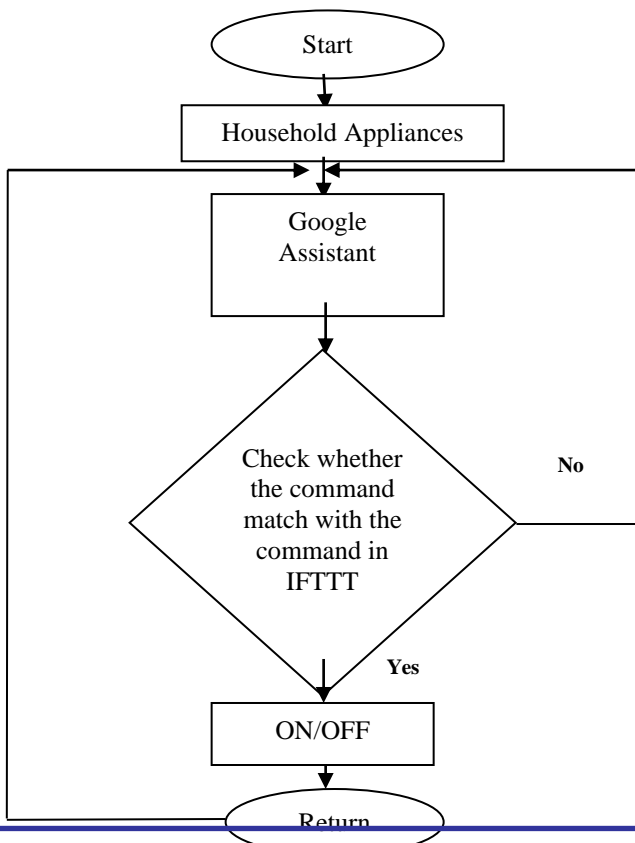 Start
Household Appliances
Google
Assistant
Check whether
the command
match with the
command in
IFTTT
No
Yes
ON/OFF
Return